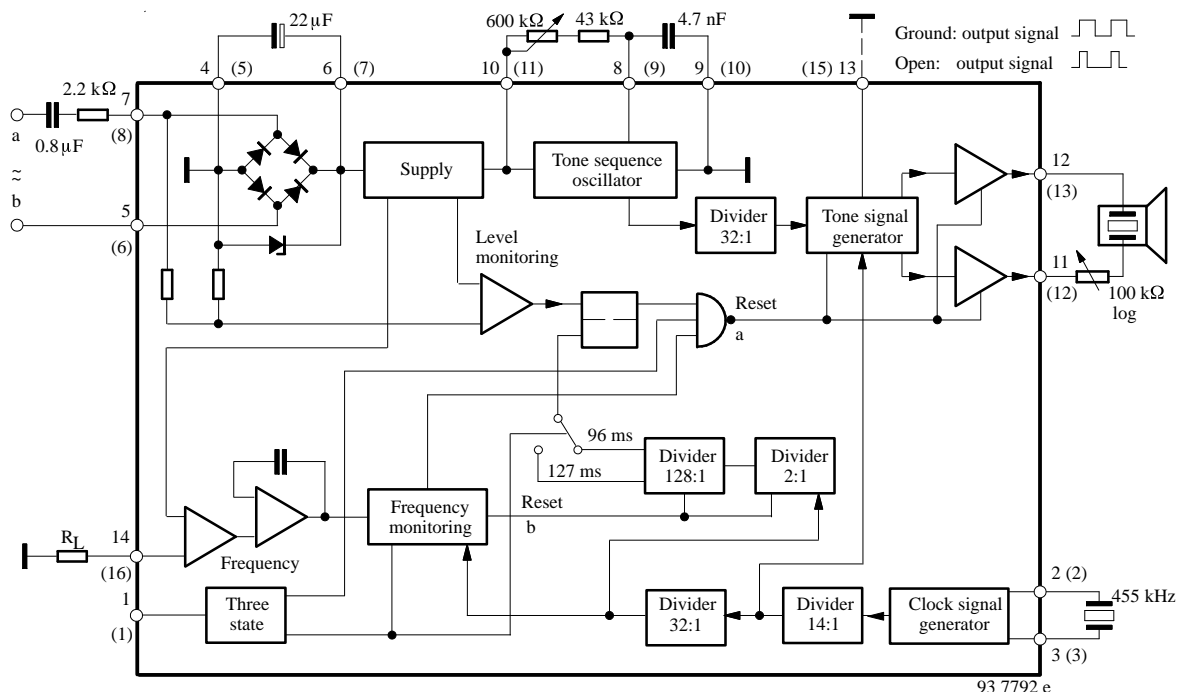 22 µF
600 kΩ
43 kΩ
4.7 nF
Ground: output signal
Open: output signal
4 (5)
6 (7)
10 (11)
8 (9)
9 (10)
(15) 13
2.2 kΩ
7
(8)
a
0.8 µF
≈
b
5
(6)
Supply
Tone sequence
oscillator
Divider
32:1
Tone signal
generator
12
(13)
11
(12)
100 kΩ
log
Level
monitoring
Reset
a
96 ms
127 ms
Divider
128:1
Divider
2:1
Frequency
monitoring
Reset
b
RL
14
(16)
Frequency
1
(1)
Three
state
Divider
32:1
Divider
14:1
Clock signal
generator
2 (2)
455 kHz
3 (3)
93 7792 e